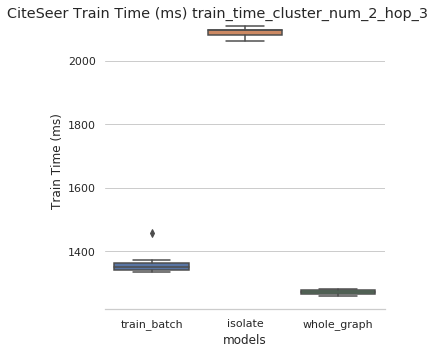 CiteSeer Train Time (ms) train_time_cluster_num_2_hop_3
2000
1800
1600
1400
Train Time (ms)
train_batch isolate whole_graph
models